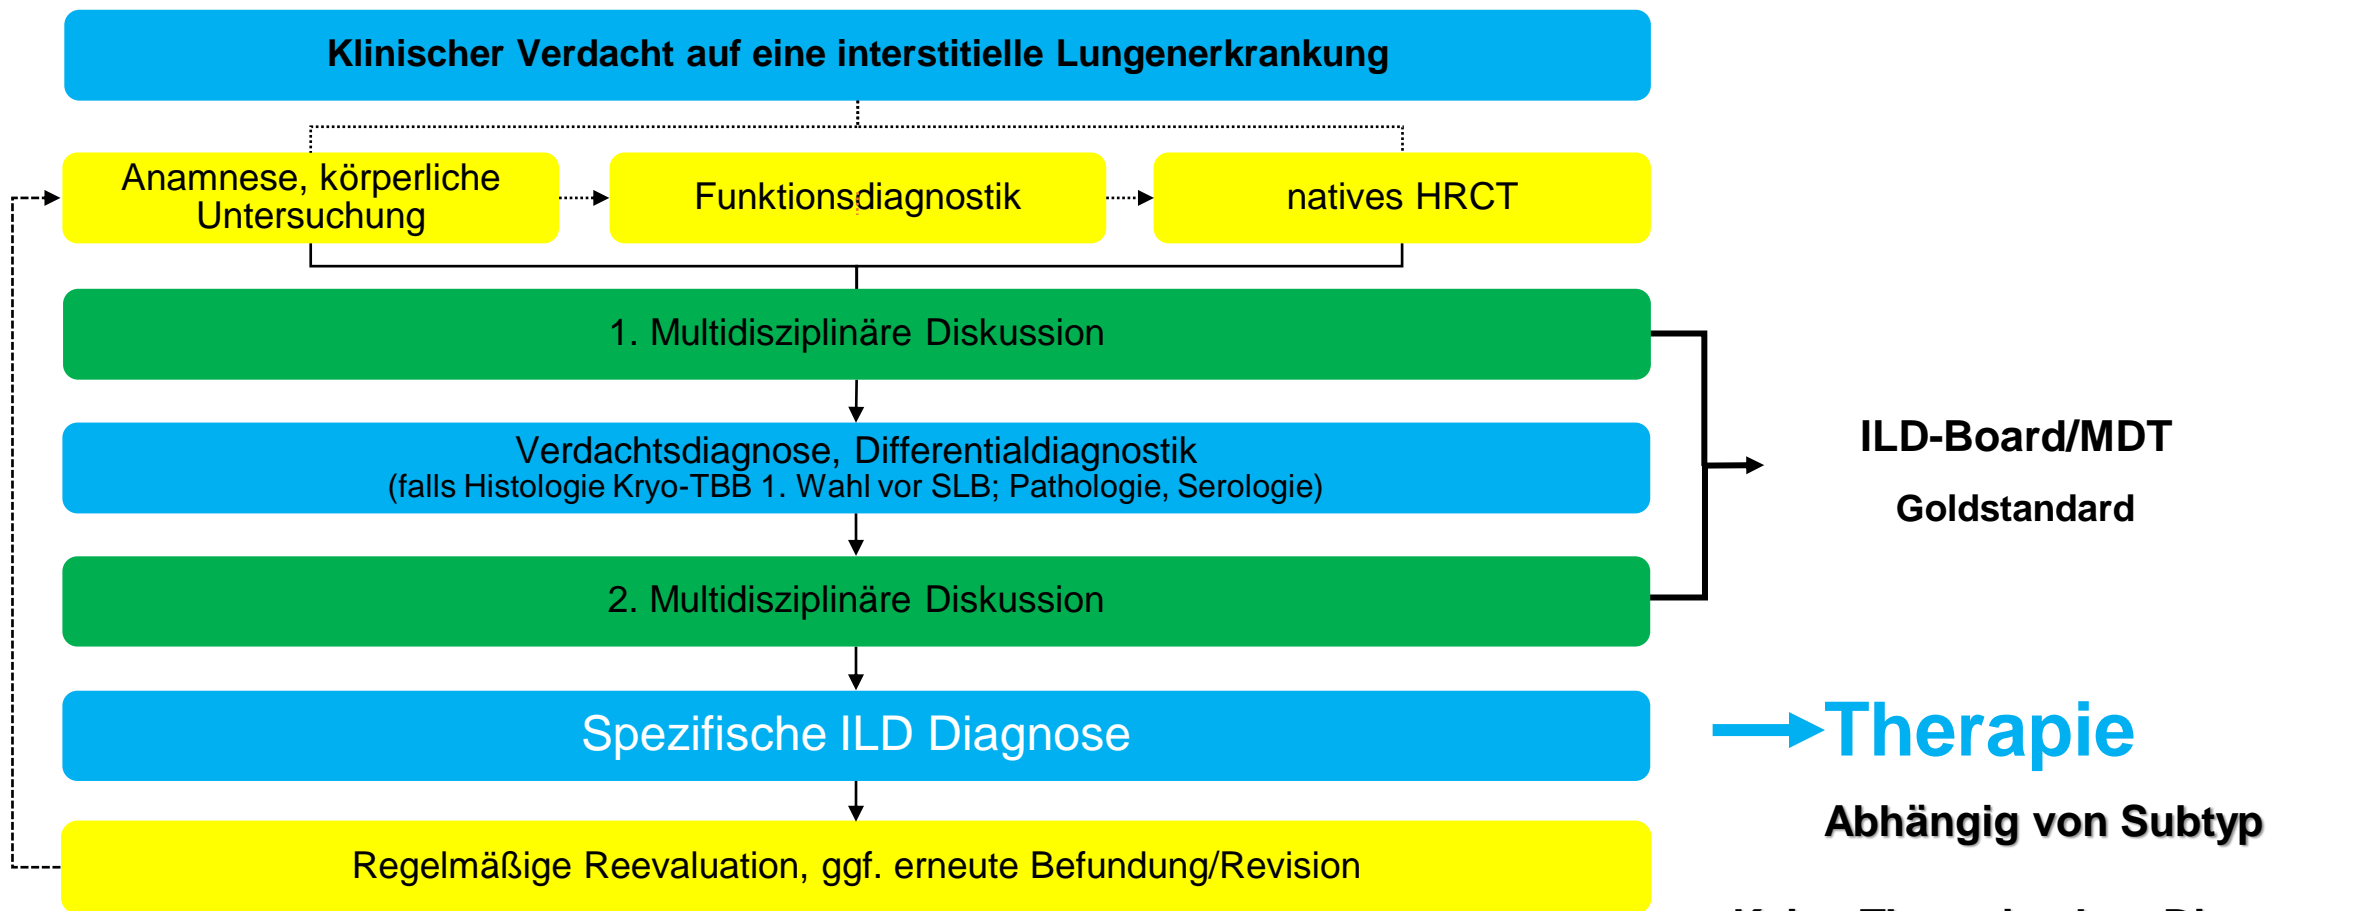 Klinischer Verdacht auf eine interstitielle Lungenerkrankung
Anamnese, körperliche
Untersuchung
Funktionsdiagnostik
natives HRCT
1. Multidisziplinäre Diskussion
Verdachtsdiagnose, Differentialdiagnostik
(falls Histologie Kryo-TBB 1. Wahl vor SLB; Pathologie, Serologie)
ILD-Board/MDT
Goldstandard
2. Multidisziplinäre Diskussion
Spezifische ILD Diagnose
Therapie
Abhängig von Subtyp
Regelmäßige Reevaluation, ggf. erneute Befundung/Revision